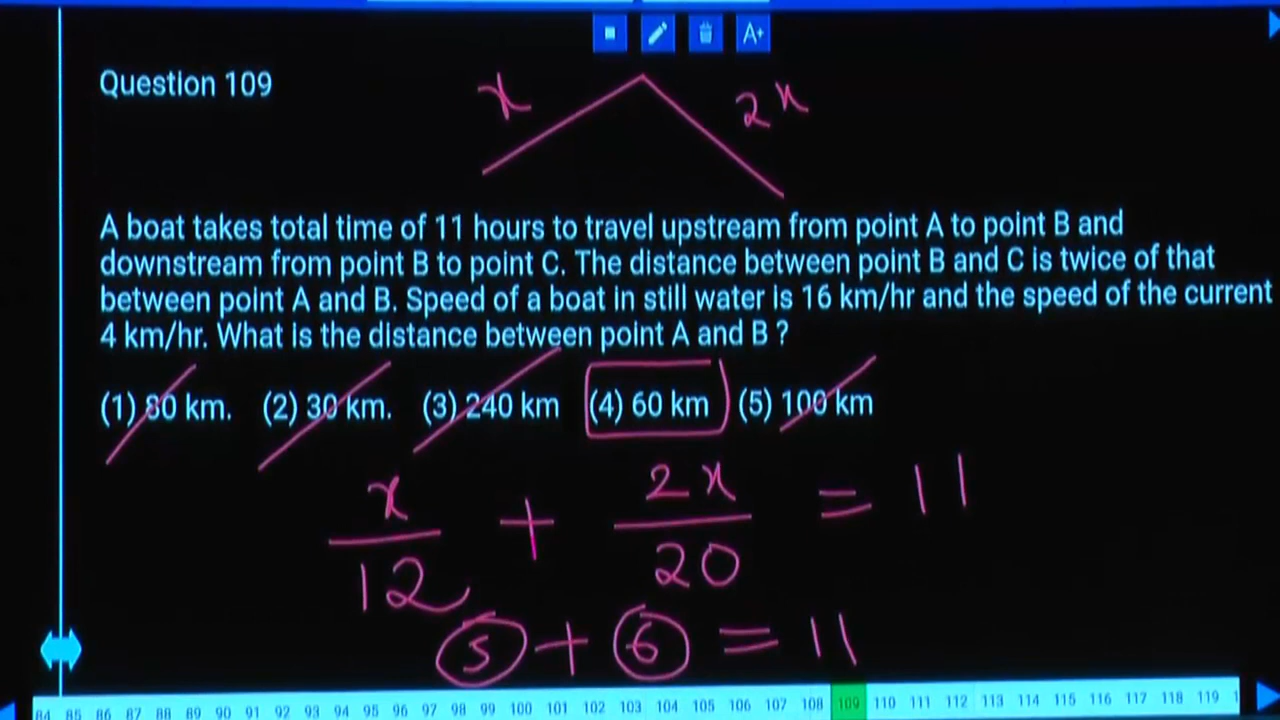 A+
Question 109
x 2x
A boat takes total time of 11 hours to travel upstream from point A to point B and
downstream from point B to point C. The distance between point B and C is twice of that
between point A and B. Speed of a boat in still water is 16 km/hr and the speed of the current
4 km/hr. What is the distance between point A and B ?
(1) 80 km. (2) 30 km. (3) 240 km (4) 60 km (5) 100 km
x/12 + 2x/20 = 11
5 + 6 = 11
84 85 86 87 88 89 90 91 92 93 94 95 96 97 98 99 100 101 102 103 104 105 106 107 108 109 110 111 112 113 114 115 116 117 118 119 1